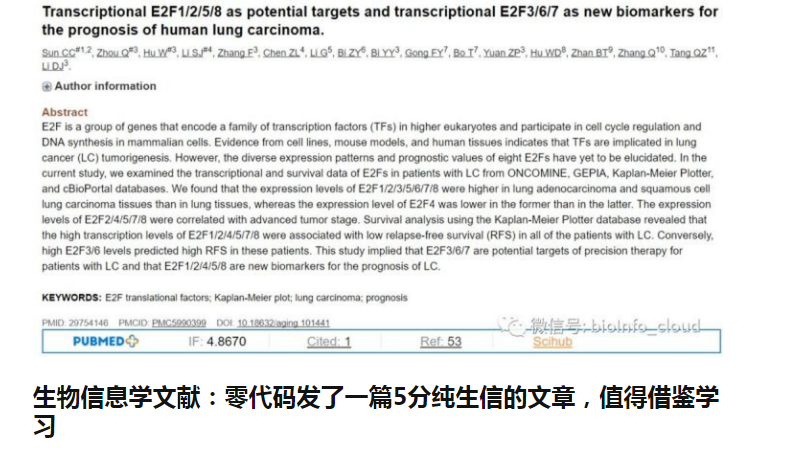 Transcriptional E2F1/2/5/8 as potential targets and transcriptional E2F3/6/7 as new biomarkers for
the prognosis of human lung carcinoma.
Sun CC#1,2, Zhou Q#3, Hu W#3, Li SJ#4, Zhang F3, Chen ZL4, Li G5, Bi ZY6, Bi YY3, Gong FY7, Bo T7, Yuan ZP3, Hu WD8, Zhan BT9, Zhang Q10, Tang QZ11,
Li DJ3.
Author information
Abstract
E2F is a group of genes that encode a family of transcription factors (TFs) in higher eukaryotes and participate in cell cycle regulation and
DNA synthesis in mammalian cells. Evidence from cell lines, mouse models, and human tissues indicates that TFs are implicated in lung
cancer (LC) tumorigenesis. However, the diverse expression patterns and prognostic values of eight E2Fs have yet to be elucidated. In the
current study, we examined the transcriptional and survival data of E2Fs in patients with LC from ONCOMINE, GEPIA, Kaplan-Meier Plotter,
and cBioPortal databases. We found that the expression levels of E2F1/2/3/5/6/7/8 were higher in lung adenocarcinoma and squamous cell
lung carcinoma tissues than in lung tissues, whereas the expression level of E2F4 was lower in the former than in the latter. The expression
levels of E2F2/4/5/7/8 were correlated with advanced tumor stage. Survival analysis using the Kaplan-Meier Plotter database revealed that
the high transcription levels of E2F1/2/4/5/7/8 were associated with low relapse-free survival (RFS) in all of the patients with LC. Conversely,
high E2F3/6 levels predicted high RFS in these patients. This study implied that E2F3/6/7 are potential targets of precision therapy for
patients with LC and that E2F1/2/4/5/8 are new biomarkers for the prognosis of LC.
KEYWORDS: E2F translational factors; Kaplan-Meier plot; lung carcinoma; prognosis
PMID: 29754146 PMCID: PMC5990399 DOI: 10.18632/aging.101441
微信号: bioinfo_cloud
PUBMED IF: 4.8670 Cited: 1 Ref: 53 Scihub
生物信息学文献：零代码发了一篇5分纯生信的文章，值得借鉴学
习